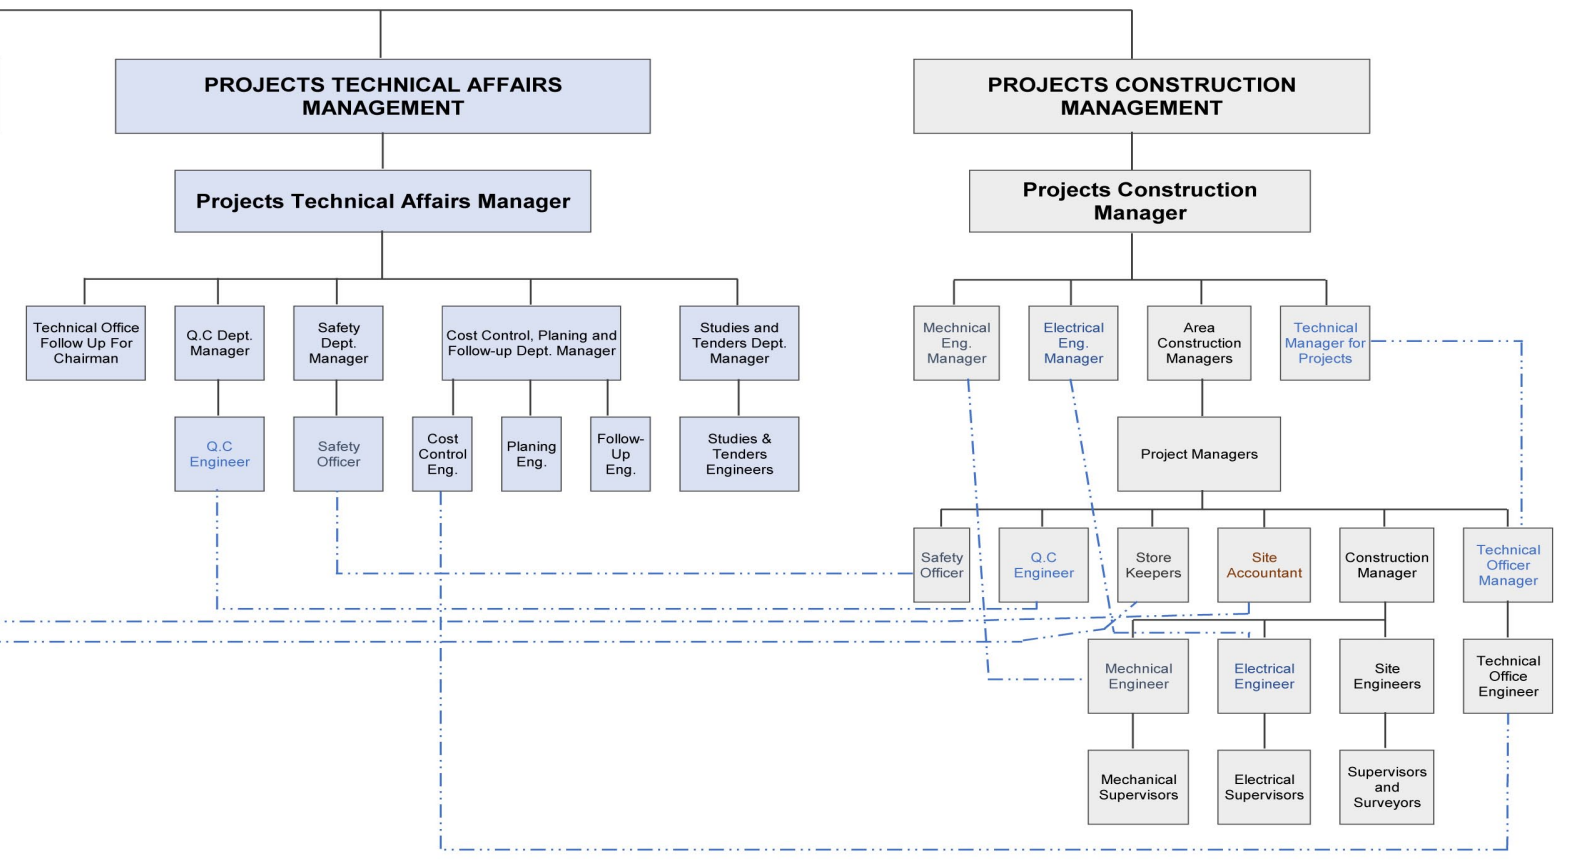 PROJECTS TECHNICAL AFFAIRS
MANAGEMENT
PROJECTS CONSTRUCTION
MANAGEMENT
Projects Technical Affairs Manager
Projects Construction
Manager
Technical Office
Follow Up For
Chairman
Q.C Dept.
Manager
Safety
Dept.
Manager
Cost Control, Planing and
Follow-up Dept. Manager
Studies and
Tenders Dept.
Manager
Mechnical
Eng.
Manager
Electrical
Eng.
Manager
Area
Construction
Managers
Technical
Manager for
Projects
Q.C
Engineer
Safety
Officer
Cost
Control
Eng.
Planing
Eng.
Follow-
Up
Eng.
Studies &
Tenders
Engineers
Project Managers
Safety
Officer
Q.C
Engineer
Store
Keepers
Site
Accountant
Construction
Manager
Technical
Officer
Manager
Mechnical
Engineer
Electrical
Engineer
Site
Engineers
Technical
Office
Engineer
Mechanical
Supervisors
Electrical
Supervisors
Supervisors
and
Surveyors